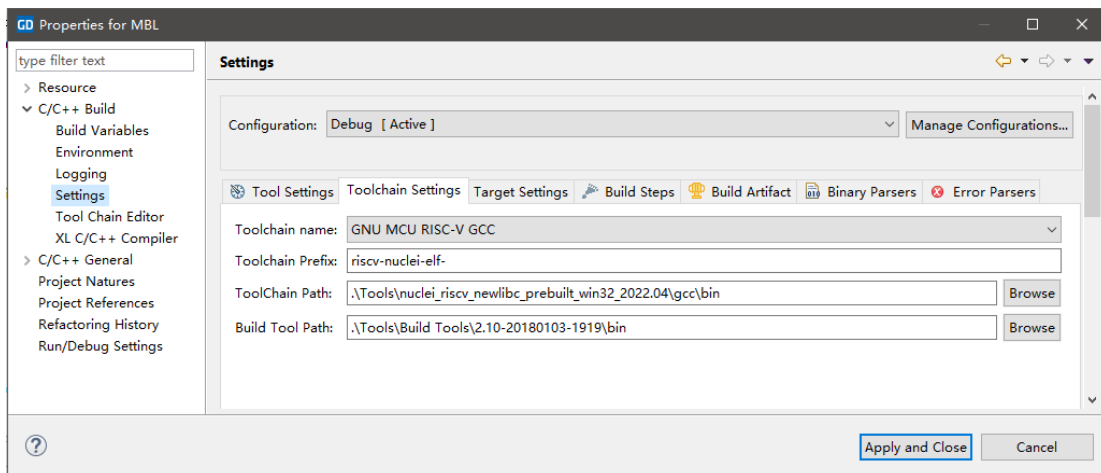 GD Properties for MBL
type filter text
Settings
Resource
C/C++ Build
Build Variables
Environment
Logging
Settings
Tool Chain Editor
XL C/C++ Compiler
C/C++ General
Project Natures
Project References
Refactoring History
Run/Debug Settings
Configuration: Debug [ Active ] Manage Configurations...
Tool Settings Toolchain Settings Target Settings Build Steps Build Artifact Binary Parsers Error Parsers
Toolchain name: GNU MCU RISC-V GCC
Toolchain Prefix: riscv-nuclei-elf-
ToolChain Path: .\Tools\nuclei_riscv_newlibc_prebuilt_win32_2022.04\gcc\bin Browse
Build Tool Path: .\Tools\Build Tools\2.10-20180103-1919\bin Browse
? Apply and Close Cancel